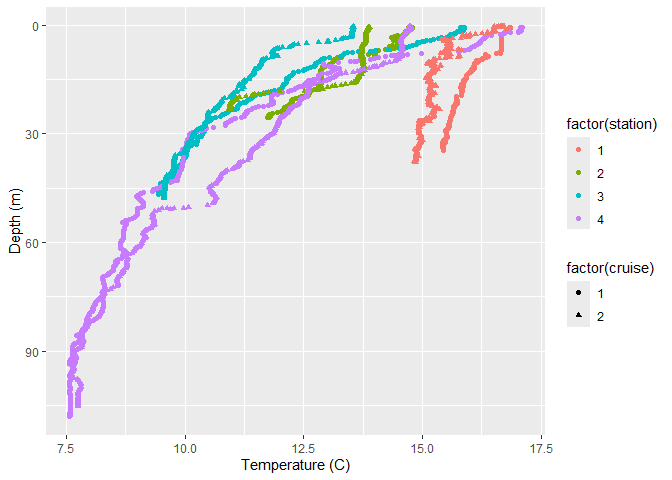 0
30
60
90
Depth (m)
7.5 10.0 12.5 15.0 17.5
Temperature (C)
factor(station)
1
2
3
4
factor(cruise)
1
2